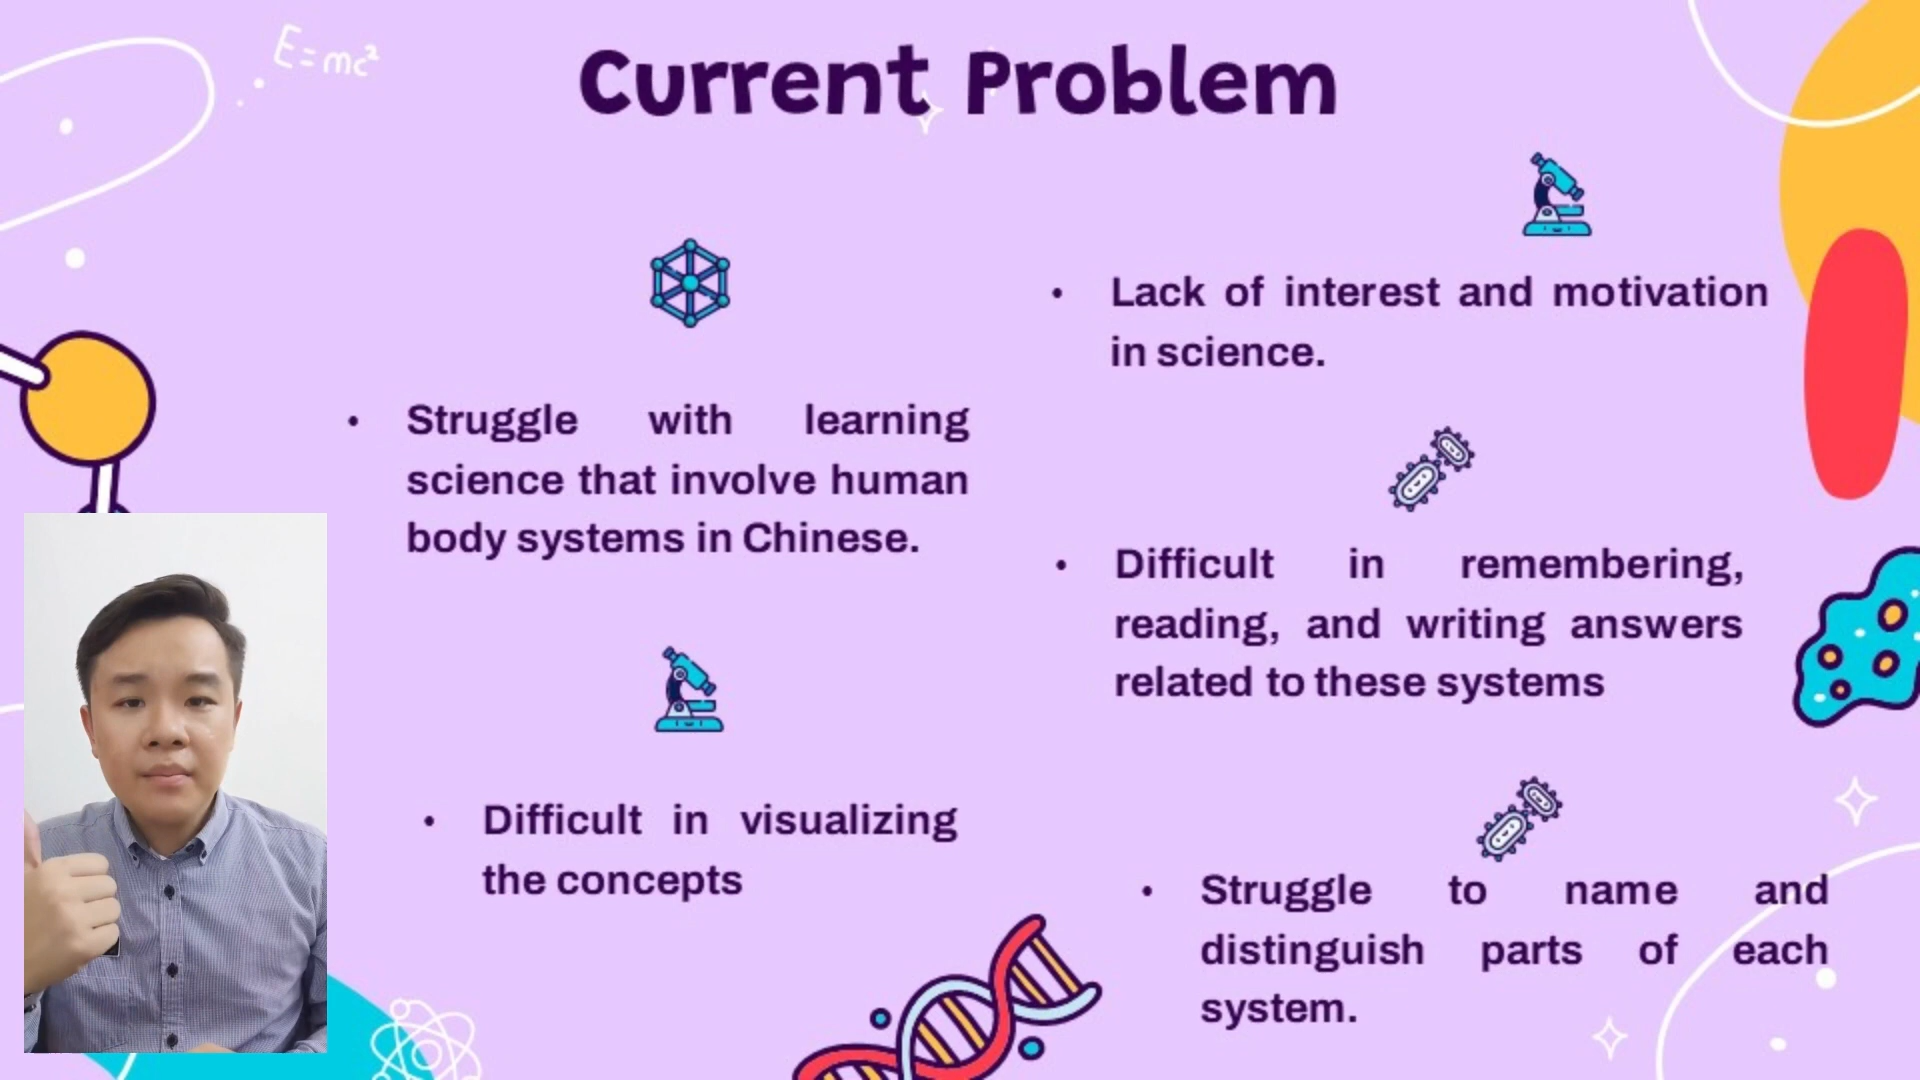 E=mc²
Current Problem
• Struggle with learning
science that involve human
body systems in Chinese.
• Difficult in visualizing
the concepts
• Lack of interest and motivation
in science.
• Difficult in remembering,
reading, and writing answers
related to these systems
• Struggle to name and
distinguish parts of each
system.